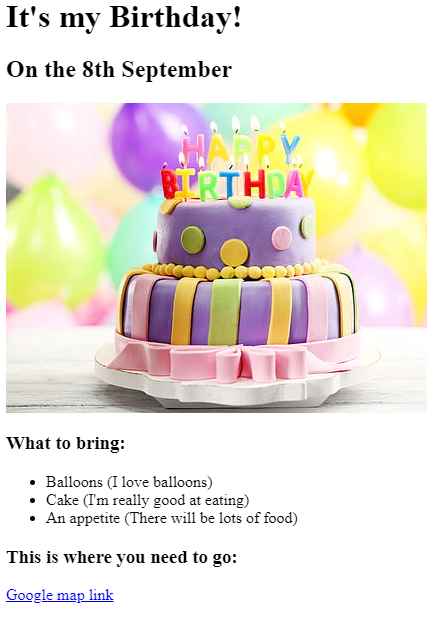 It's my Birthday!
On the 8th September
HAPPY
BIRTHDAY
What to bring:
Balloons (I love balloons)
Cake (I'm really good at eating)
An appetite (There will be lots of food)
This is where you need to go:
Google map link